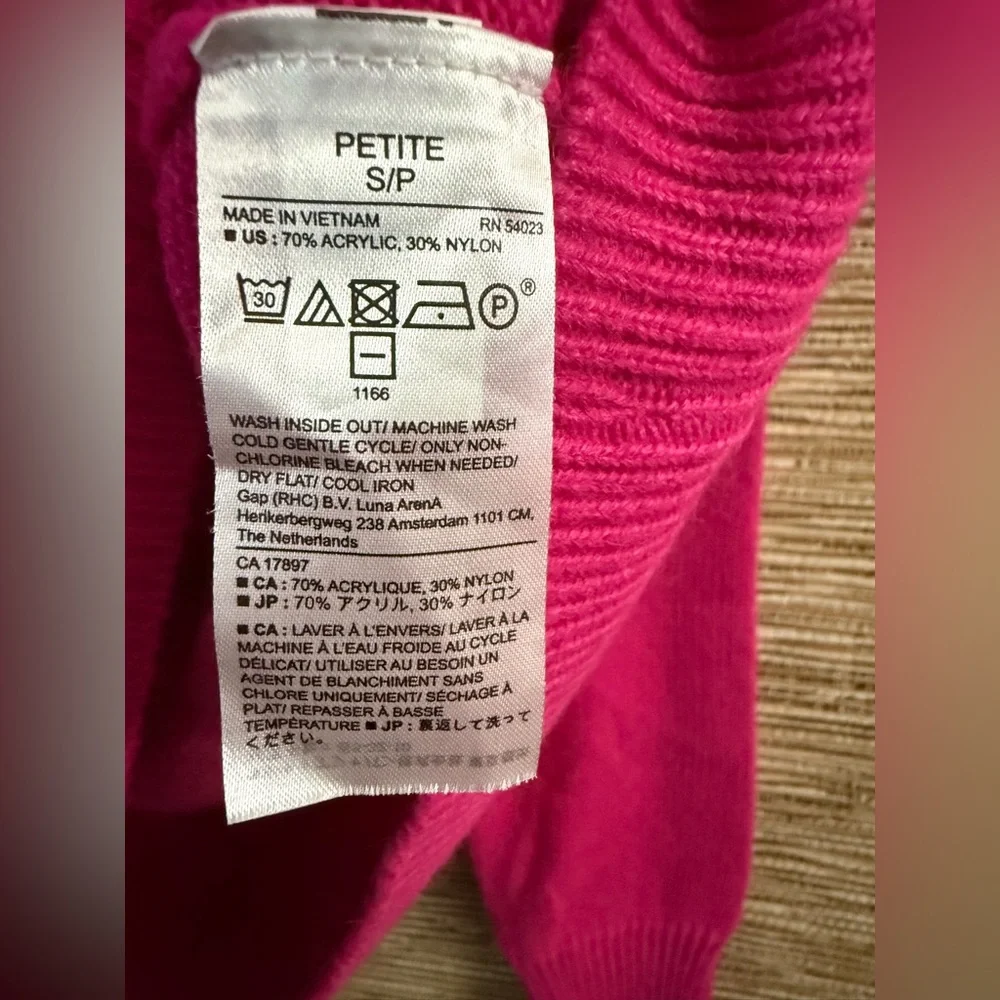 PETITE
S/P
MADE IN VIETNAM RN 54023
■ US : 70% ACRYLIC, 30% NYLON
30 P ®
1166
WASH INSIDE OUT/ MACHINE WASH
COLD GENTLE CYCLE/ ONLY NON-
CHLORINE BLEACH WHEN NEEDED/
DRY FLAT/ COOL IRON
Gap (RHC) B.V. Luna ArenA
Herikerbergweg 238 Amsterdam 1101 CM,
The Netherlands
CA 17897
■ CA : 70% ACRYLIQUE, 30% NYLON
■ JP : 70% アクリル, 30% ナイロン
■ CA : LAVER À L'ENVERS/ LAVER À LA
MACHINE À L'EAU FROIDE AU CYCLE
DÉLICAT/ UTILISER AU BESOIN UN
AGENT DE BLANCHIMENT SANS
CHLORE UNIQUEMENT/ SÉCHAGE À
PLAT/ REPASSER À BASSE
TEMPÉRATURE ■ JP : 裏返して洗って
ください。